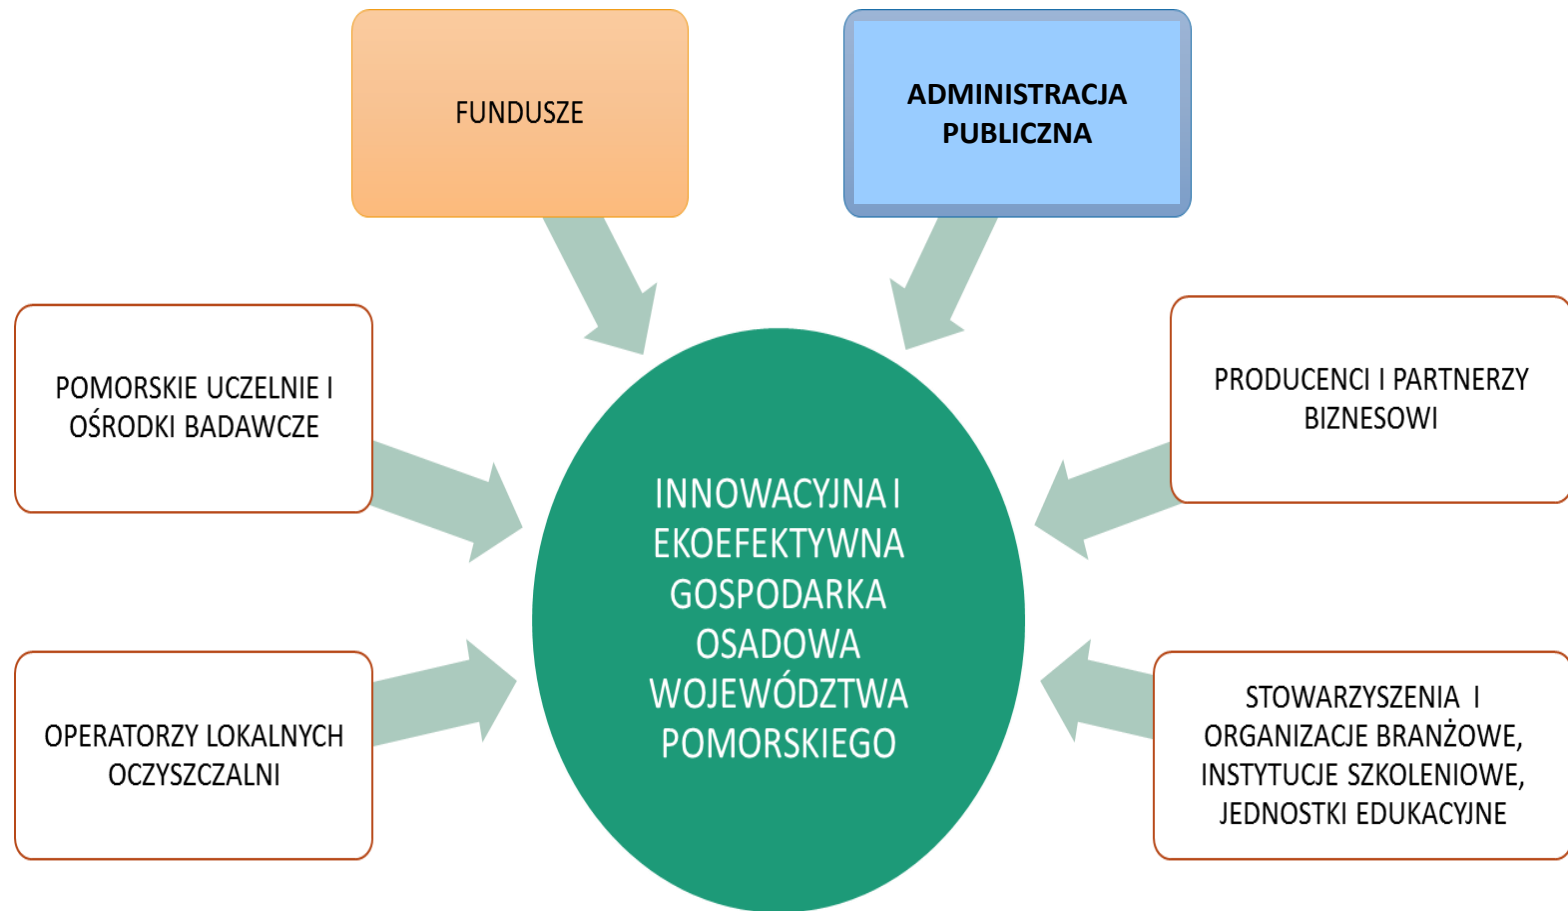 FUNDUSZE
ADMINISTRACJA
PUBLICZNA
POMORSKIE UCZELNIE I
OŚRODKI BADAWCZE
PRODUCENCI I PARTNERZY
BIZNESOWI
INNOWACYJNA I
EKOEFEKTYWNA
GOSPODARKA
OSADOWA
WOJEWÓDZTWA
POMORSKIEGO
OPERATORZY LOKALNYCH
OCZYSZCZALNI
STOWARZYSZENIA I
ORGANIZACJE BRANŻOWE,
INSTYTUCJE SZKOLENIOWE,
JEDNOSTKI EDUKACYJNE